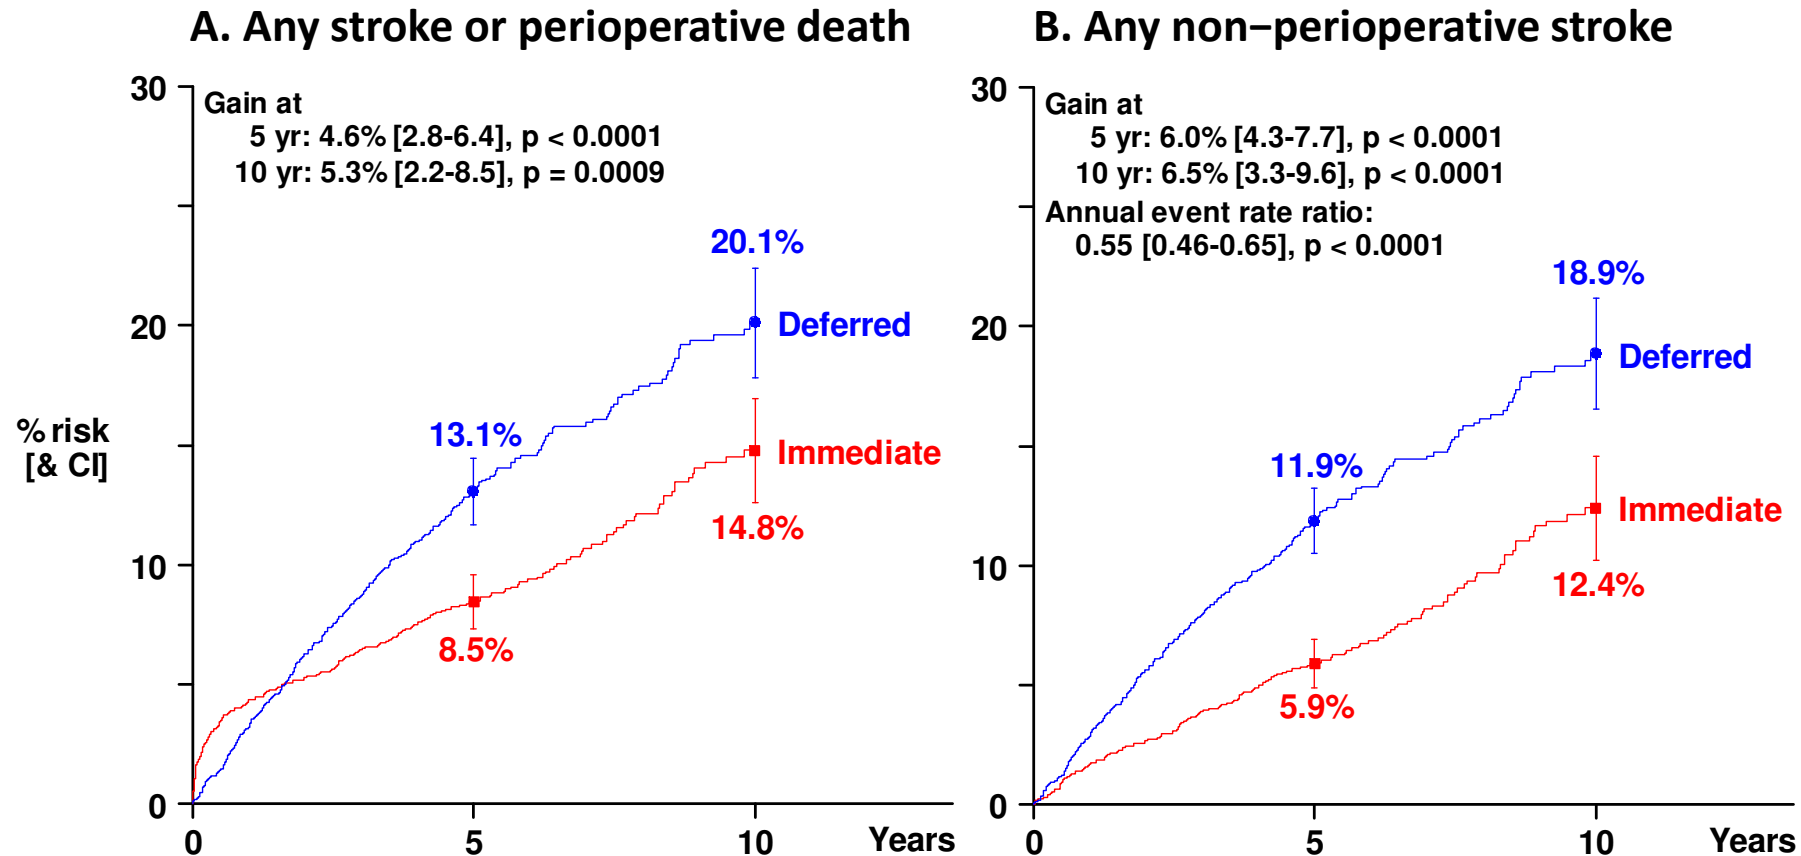 A. Any stroke or perioperative death
30
Gain at
5 yr: 4.6% [2.8-6.4], p < 0.0001
10 yr: 5.3% [2.2-8.5], p = 0.0009
20.1%
20
Deferred
13.1%
% risk
[& CI]
Immediate
14.8%
10
8.5%
0
0
5
10
Years
B. Any non−perioperative stroke
30
Gain at
5 yr: 6.0% [4.3-7.7], p < 0.0001
10 yr: 6.5% [3.3-9.6], p < 0.0001
Annual event rate ratio:
0.55 [0.46-0.65], p < 0.0001
18.9%
20
Deferred
11.9%
Immediate
12.4%
10
5.9%
0
0
5
10
Years